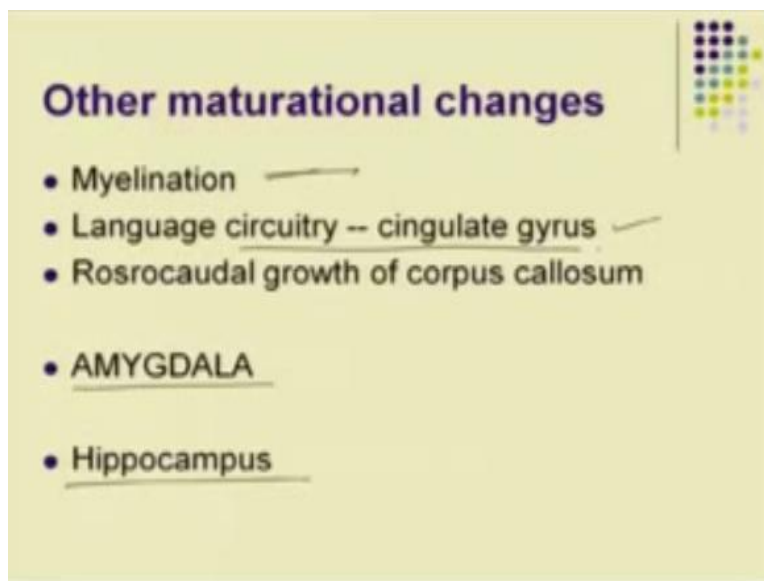 Other maturational changes
Myelination
Language circuitry -- cingulate gyrus
Rosrocaudal growth of corpus callosum
AMYGDALA
Hippocampus